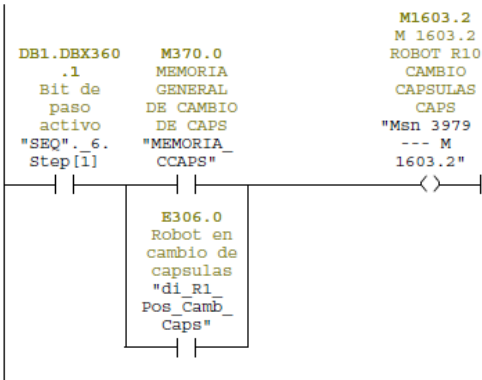 M1603.2
M 1603.2
ROBOT R10
CAMBIO
CAPSULAS
CAPS
"Msn 3979
--- M
1603.2"
DB1.DBX360
.1
Bit de
paso
activo
"SEQ"._6.
Step[1]
M370.0
MEMORIA
GENERAL
DE CAMBIO
DE CAPS
"MEMORIA_
CCAPS"
E306.0
Robot en
cambio de
capsulas
"di_R1_
Pos_Camb_
Caps"